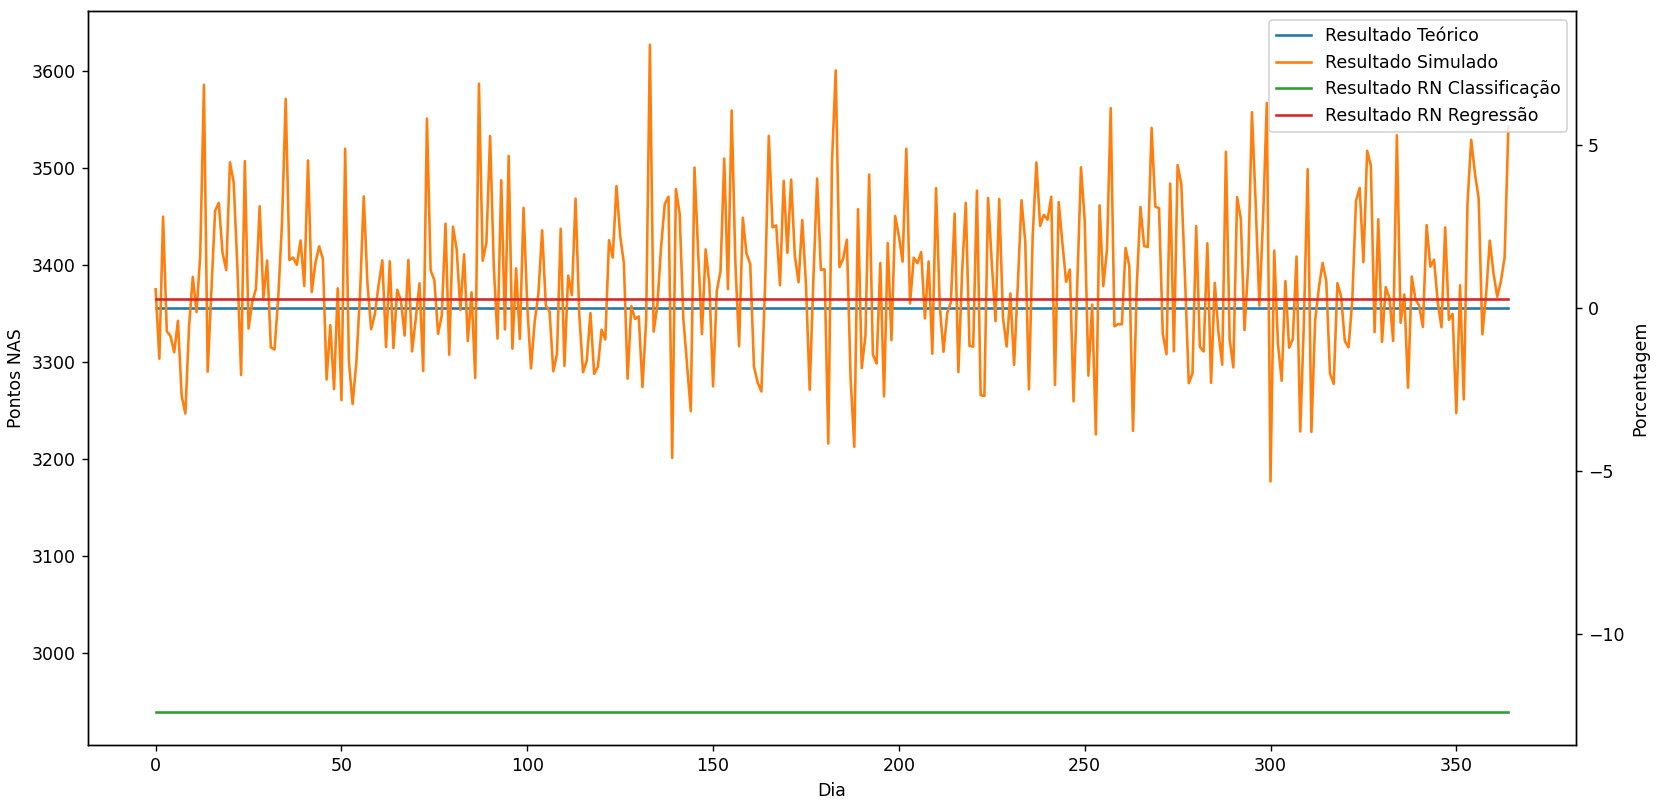 Resultado Teórico
Resultado Simulado
Resultado RN Classificação
Resultado RN Regressão
3600
3500
3400
3300
3200
3100
3000
Pontos NAS
5
0
−5
−10
Porcentagem
0 50 100 150 200 250 300 350
Dia